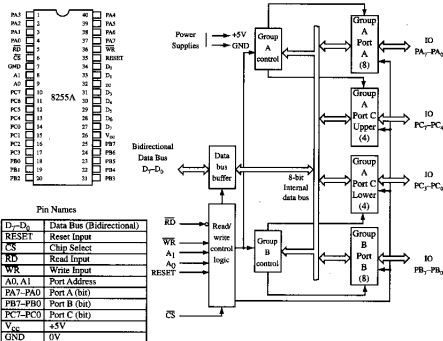 PA3 1 40 PA4
PA2 2 39 PA5
PA1 3 38 PA6
PA0 4 37 PA7
RD 5 36 WR
CS 6 35 RESET
GND 7 34
A1 8 33
A0 9 32
PC7 10 31
PC6 11 30
PC5 12 29
PC4 13 28
PC0 14 27 D7
PC1 15 26 Vcc
PC2 16 25 PB7
17 24 PB6
PB0 18 23 PB5
PB1 19 22 PB4
PB2 20 21 PB3
8255A
Power
Supplies
+5V
GND
Group
A
control
Group
A
Port
A
(8)
IO
PA7–PA0
Group
A
Port C
Upper
(4)
IO
PC7–PC4
Bidirectional
Data Bus
D7–D0
Data
bus
buffer
8-bit
Internal
data bus
Group
A
Port C
Lower
(4)
IO
PC3–PC0
RD
WR
A1
A0
RESET
CS
Read/
write
control
logic
Group
B
control
Group
B
Port
B
(8)
IO
PB7–PB0
Pin Names
D7–D0 Data Bus (Bidirectional)
RESET Reset Input
CS Chip Select
RD Read Input
WR Write Input
A0, A1 Port Address
PA7–PA0 Port A (bit)
PB7–PB0 Port B (bit)
PC7–PC0 Port C (bit)
Vcc +5V
GND 0V